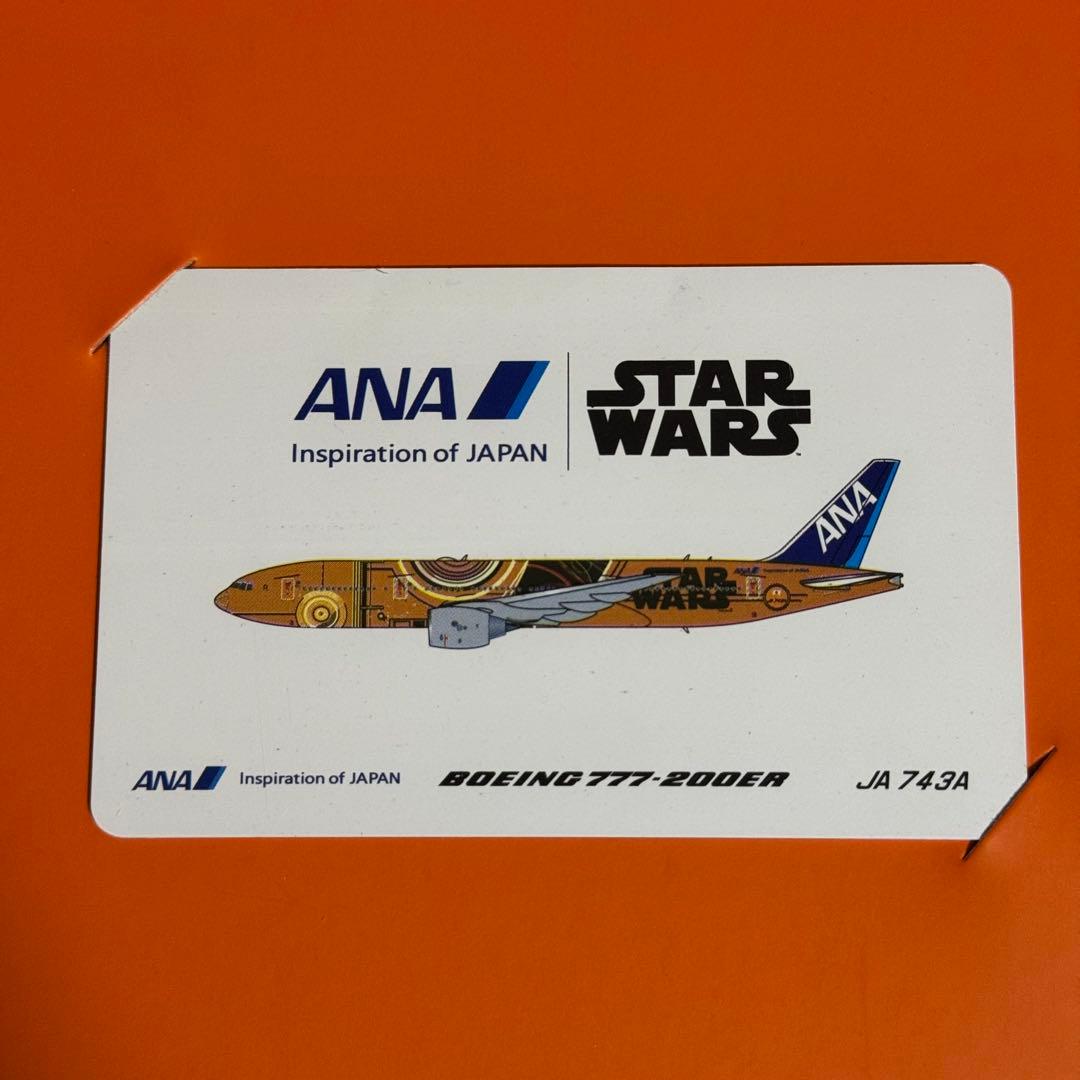 ANA
Inspiration of JAPAN
STAR
WARS
ANA
STAR
WARS
ANA
Inspiration of JAPAN
BOEING 777-200ER
JA 743A